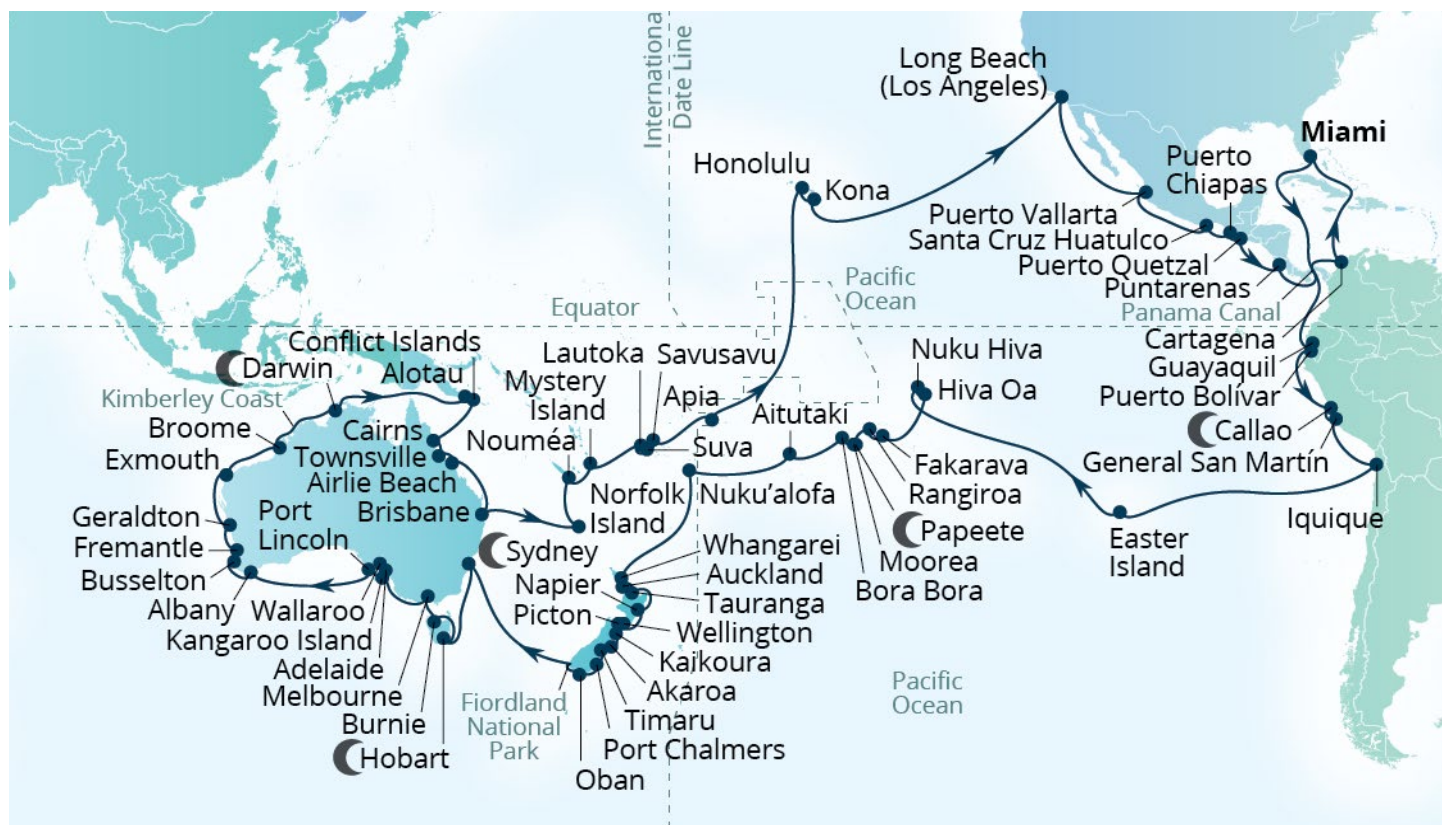 International
Date Line
Long Beach
(Los Angeles)
Miami
Honolulu
Kona
Puerto
Chiapas
Puerto Vallarta
Santa Cruz Huatulco
Puerto Quetzal
Puntarenas
Pacific
Ocean
Panama Canal
Equator
Cartagena
Guayaquil
Puerto Bolívar
Callao
General San Martín
Iquique
Easter
Island
Nuku Hiva
Hiva Oa
Fakarava
Rangiroa
Papeete
Moorea
Bora Bora
Aitutaki
Nuku’alofa
Whangarei
Auckland
Tauranga
Napier
Picton
Wellington
Kaikoura
Akaroa
Timaru
Port Chalmers
Oban
Fiordland
National
Park
Sydney
Hobart
Burnie
Melbourne
Adelaide
Kangaroo Island
Wallaroo
Port
Lincoln
Albany
Busselton
Fremantle
Geraldton
Exmouth
Broome
Kimberley Coast
Darwin
Conflict Islands
Alotau
Cairns
Townsville
Airlie Beach
Brisbane
Norfolk
Island
Nouméa
Mystery
Island
Lautoka
Savusavu
Suva
Apia
Pacific
Ocean